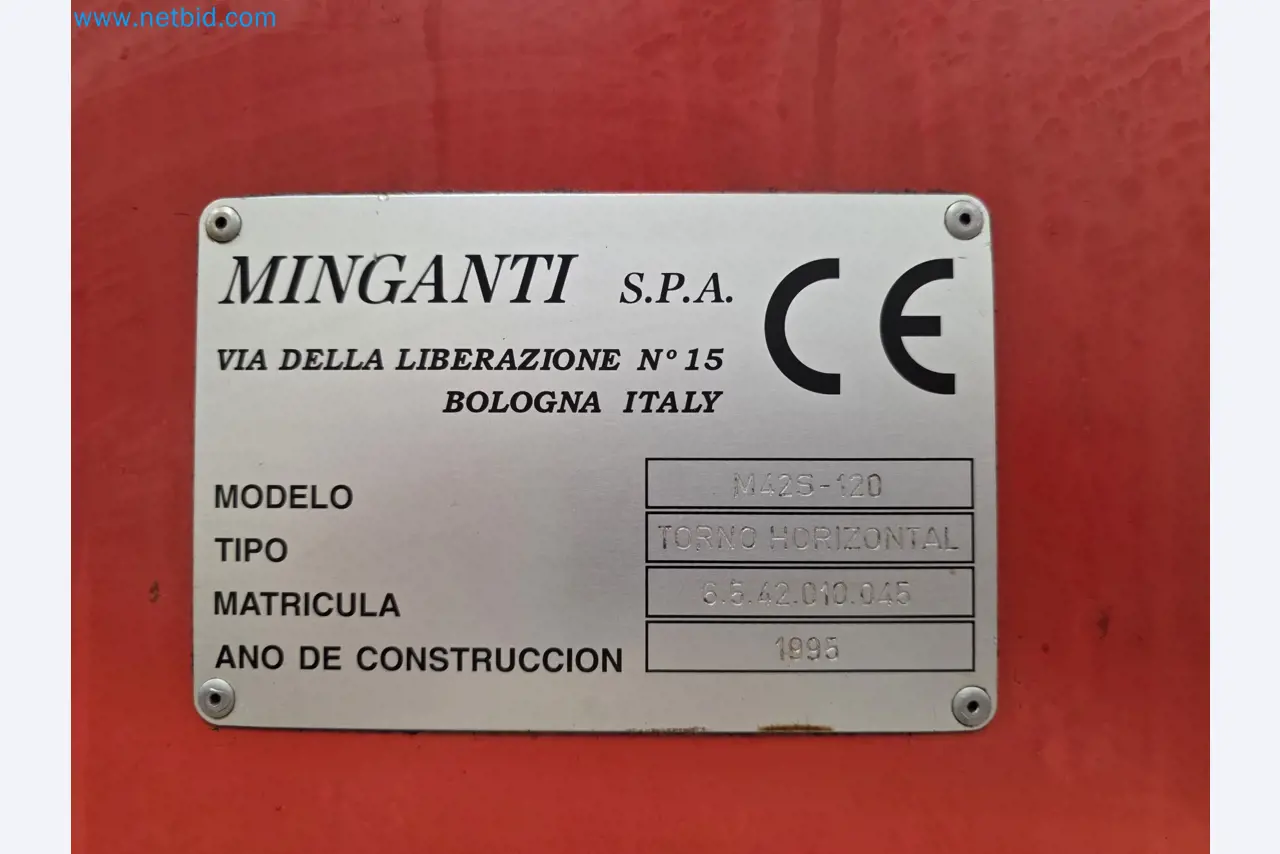 www.netbid.com
MINGANTI S.P.A. CE
VIA DELLA LIBERAZIONE Nº 15
BOLOGNA ITALY
MODELO M42S-120
TIPO TORNO HORIZONTAL
MATRICULA 6.5.42.010.045
ANO DE CONSTRUCCION 1995